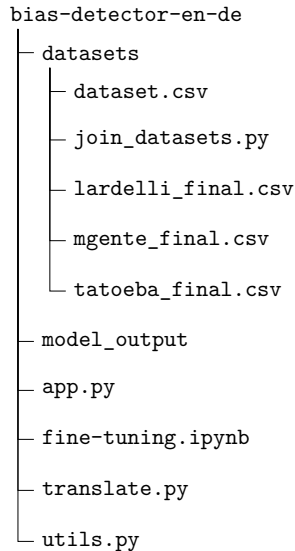 bias-detector-en-de
datasets
dataset.csv
join_datasets.py
lardelli_final.csv
mgente_final.csv
tatoeba_final.csv
model_output
app.py
fine-tuning.ipynb
translate.py
utils.py